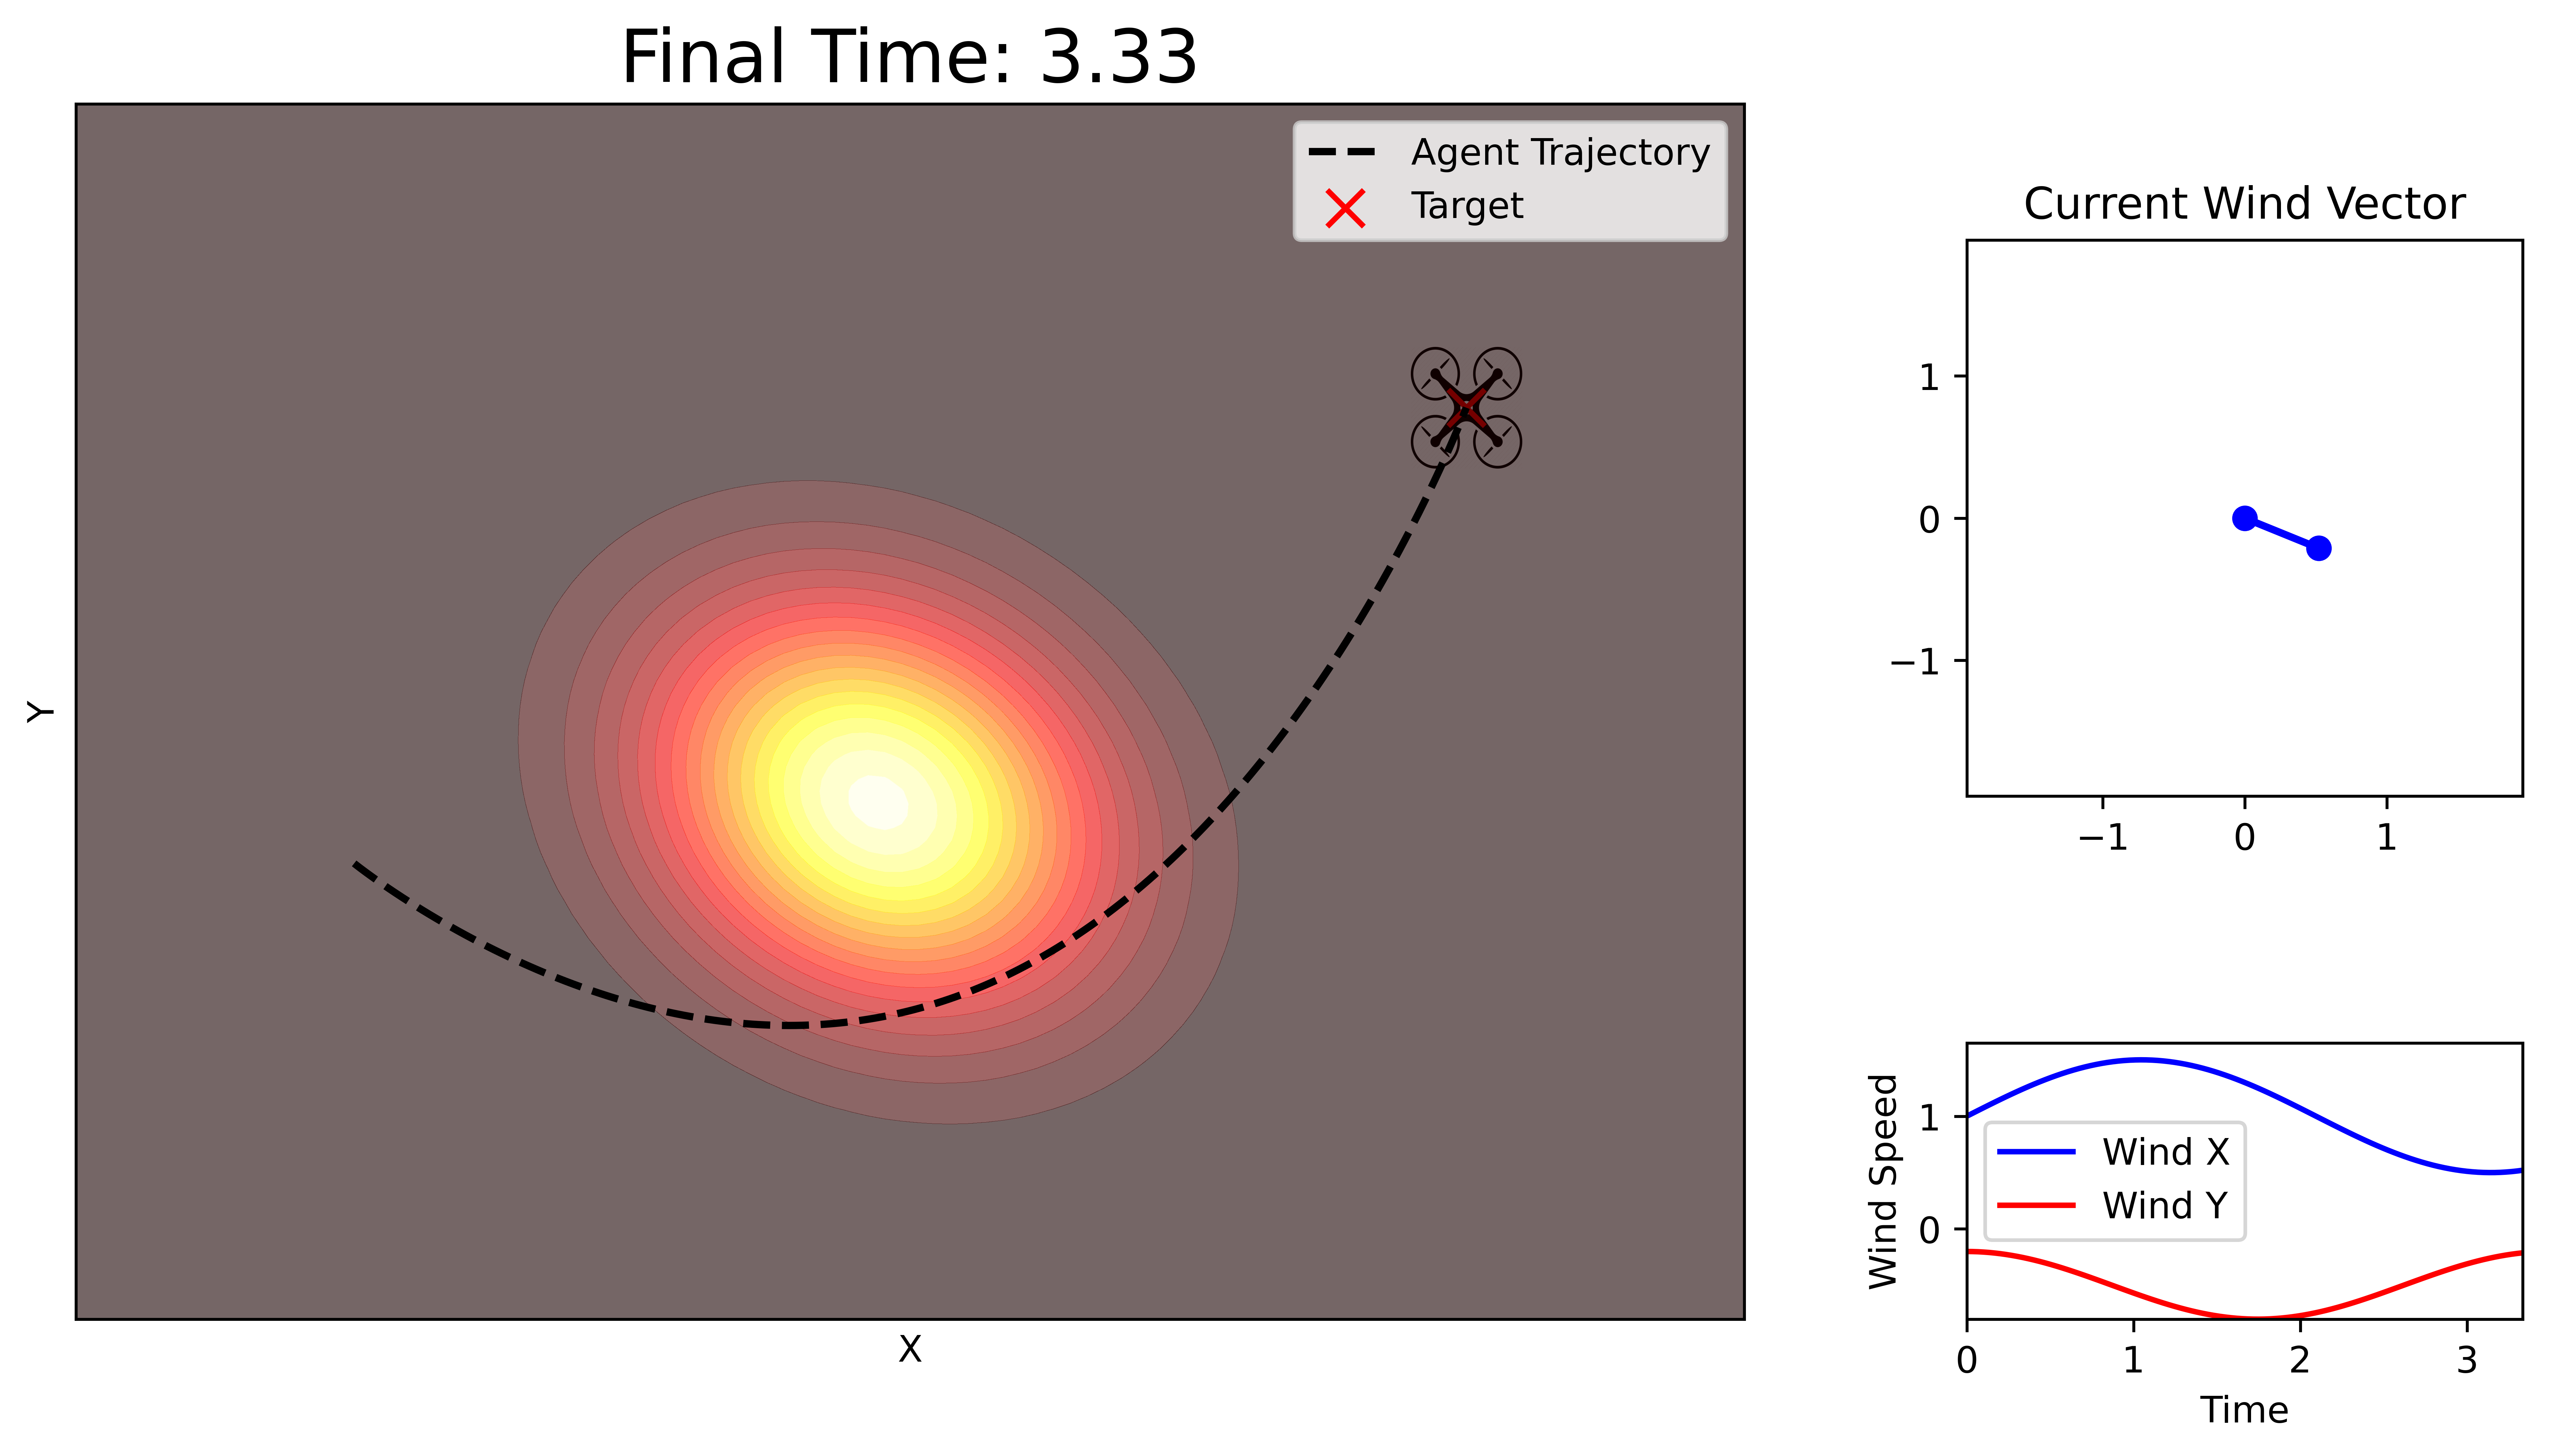 Final Time: 3.33
Agent Trajectory
Target
Y
X
Current Wind Vector
1
0
−1
−1
0
1
Wind Speed
1
0
Wind X
Wind Y
0
1
2
3
Time